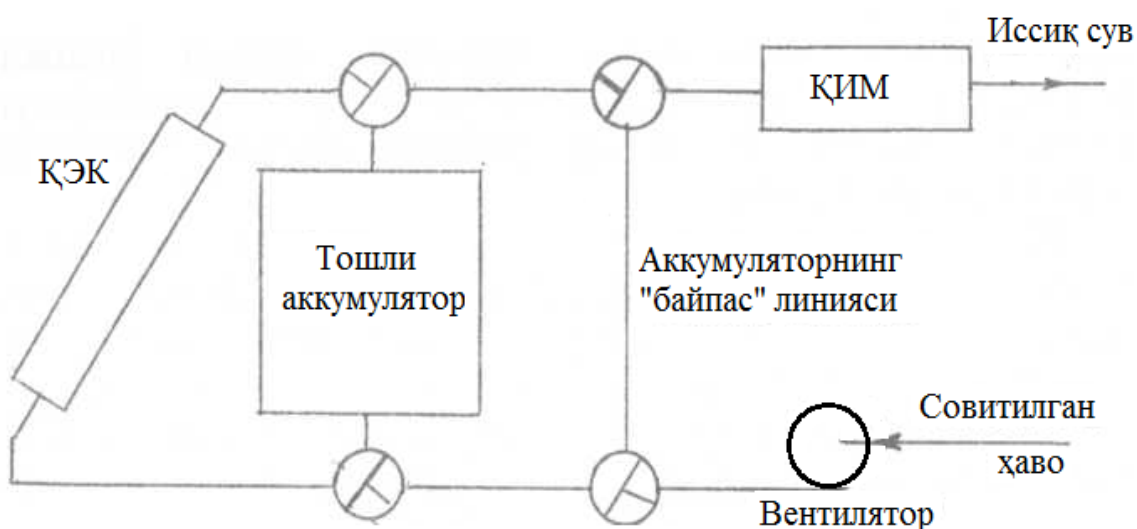 Иссиқ сув
ҚИМ
ҚЭК
Тошли
аккумулятор
Аккумуляторнинг
"байпас" линияси
Совитилган
ҳаво
Вентилятор